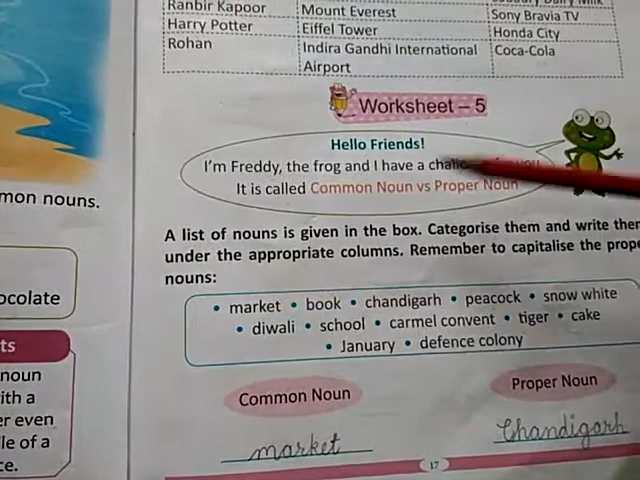 Ranbir Kapoor
Mount Everest
Sony Bravia TV
Harry Potter
Eiffel Tower
Honda City
Rohan
Indira Gandhi International
Airport
Coca-Cola
Worksheet – 5
Hello Friends!
I'm Freddy, the frog and I have a
It is called Common Noun vs Proper Noun
mon nouns.
A list of nouns is given in the box. Categorise them and write
under the appropriate columns. Remember to capitalise the
nouns:
ocolate
• market • book • chandigarh • peacock • snow white
• diwali • school • carmel convent • tiger • cake
• January • defence colony
ts
noun
ith a
er even
le of a
ce.
Common Noun
Proper Noun
market
Chandigarh
17